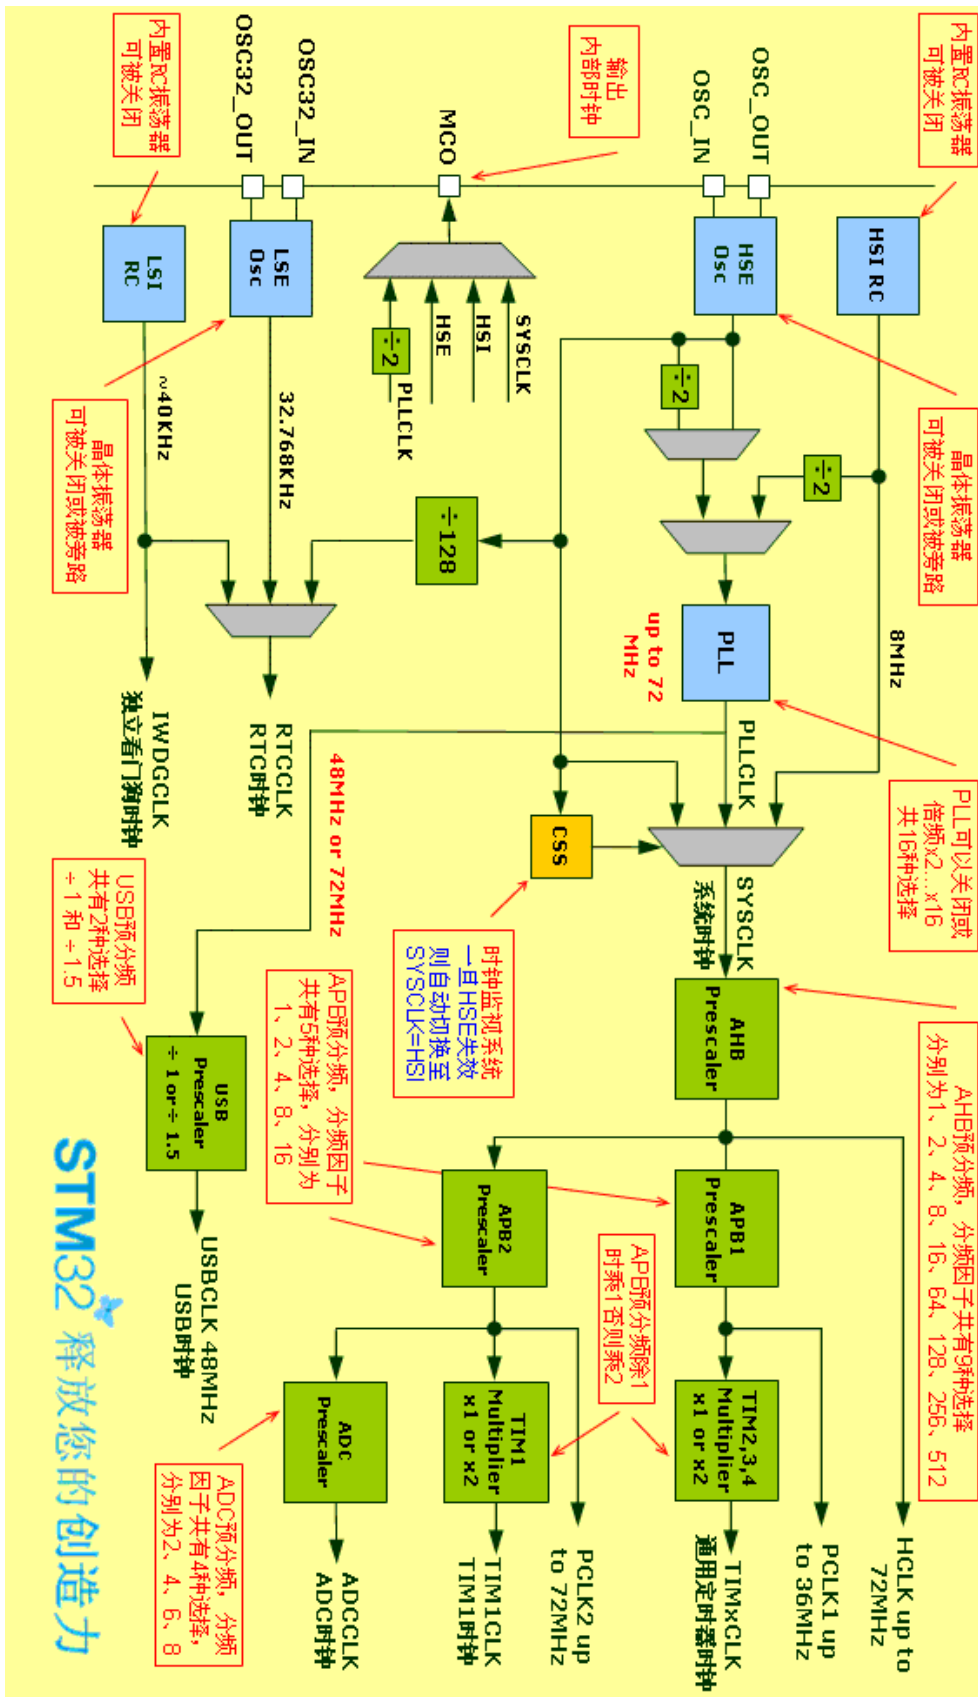 内置RC振荡器
可被关闭
HSI RC
8MHz
÷2
OSC_OUT
OSC_IN
HSE
Osc
晶体振荡器
可被关闭或被旁路
÷2
PLL
up to 72
MHz
PLLCLK
PLL可以关闭或
倍频x2...x16
共16种选择
SYSCLK
系统时钟
CSS
时钟监视系统
一旦HSE失效
则自动切换至
SYSCLK=HSI
AHB
Prescaler
AHB预分频，分频因子共有9种选择
分别为1、2、4、8、16、64、128、256、512
HCLK up to
72MHz
APB1
Prescaler
PCLK1 up
to 36MHz
TIM2,3,4
Multiplier
x1 or x2
TIMxCLK
通用定时器时钟
APB预分频除1
时乘1否则乘2
APB预分频，分频因子
共有5种选择，分别为
1、2、4、8、16
APB2
Prescaler
PCLK2 up
to 72MHz
TIM1
Multiplier
x1 or x2
TIM1CLK
TIM1时钟
ADC
Prescaler
ADCCLK
ADC时钟
ADC预分频，分频
因子共有4种选择，
分别为2、4、6、8
输出
内部时钟
MCO
SYSCLK
HSI
HSE
÷2
PLLCLK
÷128
OSC32_IN
OSC32_OUT
LSE
Osc
32.768KHz
晶体振荡器
可被关闭或被旁路
RTCCLK
RTC时钟
48MHz or 72MHz
内置RC振荡器
可被关闭
LSI
RC
~40KHz
IWDGCLK
独立看门狗时钟
USB预分频
共有2种选择
÷ 1 和 ÷ 1.5
USB
Prescaler
÷ 1 or ÷ 1.5
USBCLK 48MHz
USB时钟
STM32 释放您的创造力